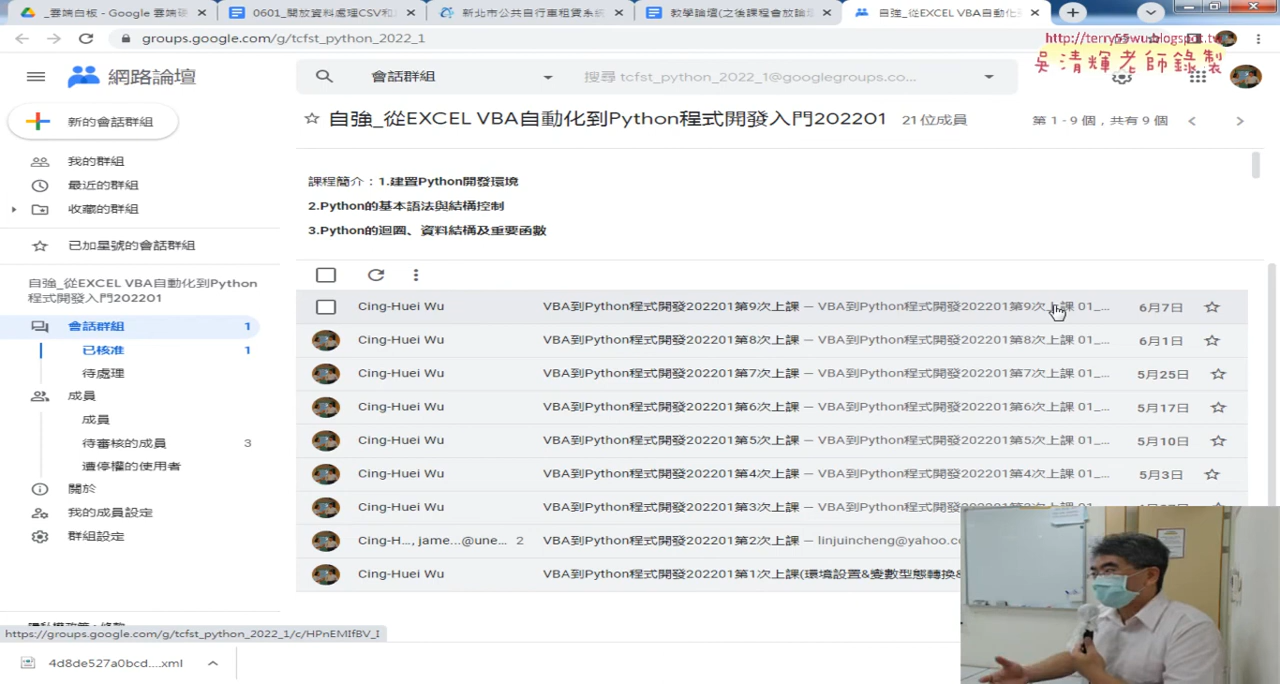 _雲端白板 - Google 雲端硬
0601_開放資料處理CSV和
新北市公共自行車租賃系統
教學論壇(之後課程會放論壇
自強_從EXCEL VBA自動化到
groups.google.com/g/tcfst_python_2022_1
http://terry55wu.blogspot.tw
吳清輝老師錄製
網路論壇
會話群組
搜尋 tcfst_python_2022_1@googlegroups.co...
新的會話群組
自強_從EXCEL VBA自動化到Python程式開發入門202201
21 位成員
第 1 - 9 個，共有 9 個
我的群組
最近的群組
收藏的群組
已加星號的會話群組
課程簡介：1.建置Python開發環境
2.Python的基本語法與結構控制
3.Python的迴圈、資料結構及重要函數
自強_從EXCEL VBA自動化到Python
程式開發入門202201
會話群組 1
已核准 1
待處理
成員
成員
待審核的成員 3
遭停權的使用者
關於
我的成員設定
群組設定
Cing-Huei Wu VBA到Python程式開發202201第9次上課 — VBA到Python程式開發202201第9次上課 01_... 6月7日
Cing-Huei Wu VBA到Python程式開發202201第8次上課 — VBA到Python程式開發202201第8次上課 01_... 6月1日
Cing-Huei Wu VBA到Python程式開發202201第7次上課 — VBA到Python程式開發202201第7次上課 01_... 5月25日
Cing-Huei Wu VBA到Python程式開發202201第6次上課 — VBA到Python程式開發202201第6次上課 01_... 5月17日
Cing-Huei Wu VBA到Python程式開發202201第5次上課 — VBA到Python程式開發202201第5次上課 01_... 5月10日
Cing-Huei Wu VBA到Python程式開發202201第4次上課 — VBA到Python程式開發202201第4次上課 01_... 5月3日
Cing-Huei Wu VBA到Python程式開發202201第3次上課 — VBA到Python程式開發202201第3次上課 01_...
Cing-H..., jame...@une... 2 VBA到Python程式開發202201第2次上課 — linjuincheng@yahoo.co
Cing-Huei Wu VBA到Python程式開發202201第1次上課(環境設置&變數型態轉換&
https://groups.google.com/g/tcfst_python_2022_1/c/HPnEMIfBV_I
4d8de527a0bcd....xml